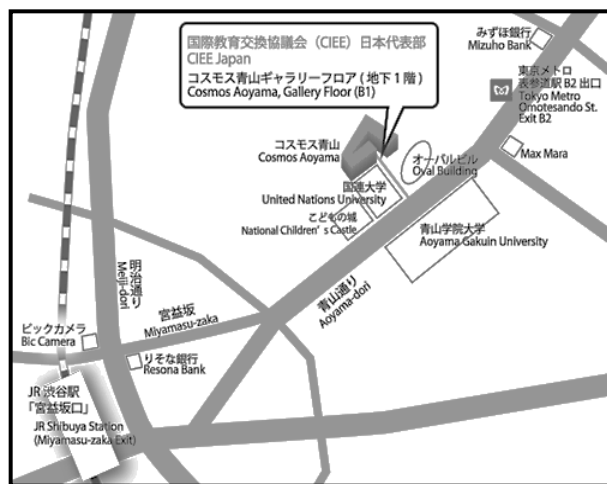 みずほ銀行
Mizuho Bank
国際教育交換協議会（CIEE）日本代表部
CIEE Japan
コスモス青山ギャラリーフロア ( 地下 1 階 )
Cosmos Aoyama, Gallery Floor (B1)
東京メトロ
表参道駅 B2 出口
Tokyo Metro
Omotesando St.
Exit B2
コスモス青山
Cosmos Aoyama
オーバルビル
Oval Building
Max Mara
国連大学
United Nations University
こどもの城
National Children's Castle
青山学院大学
Aoyama Gakuin University
明治通り
Meiji-dori
青山通り
Aoyama-dori
宮益坂
Miyamasu-zaka
ビックカメラ
Bic Camera
りそな銀行
Resona Bank
JR 渋谷駅
「宮益坂口」
JR Shibuya Station
(Miyamasu-zaka Exit)